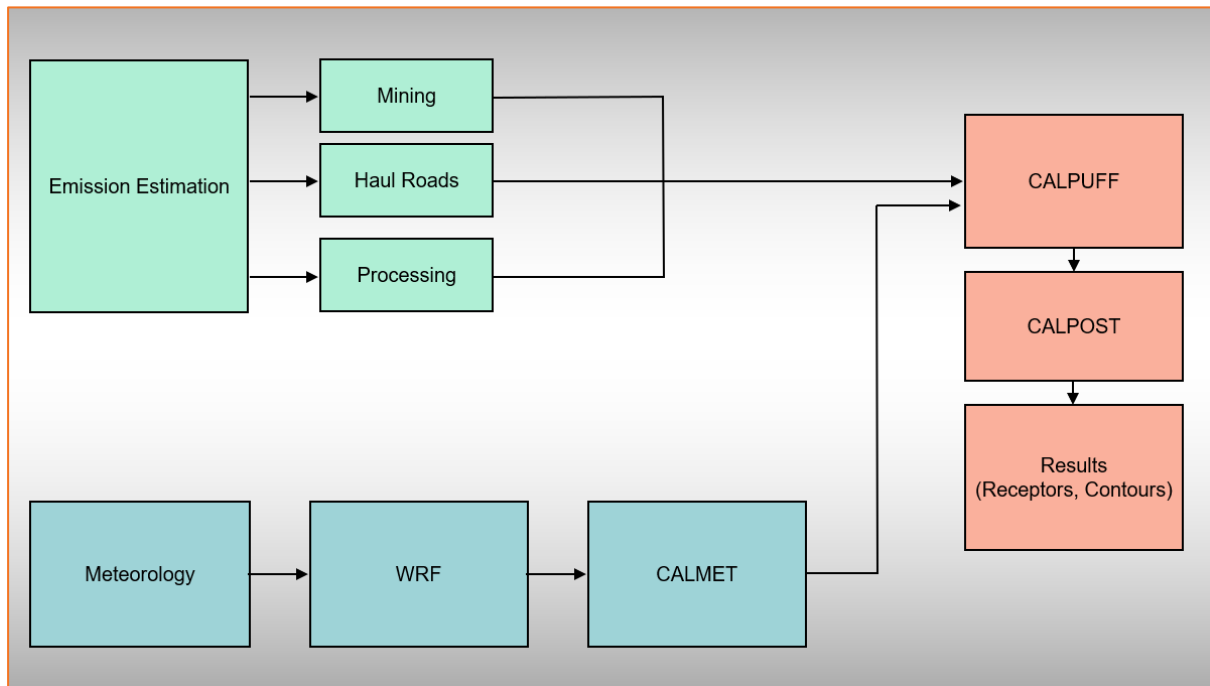 Emission Estimation
Mining
Haul Roads
Processing
CALPUFF
CALPOST
Results
(Receptors, Contours)
Meteorology
WRF
CALMET